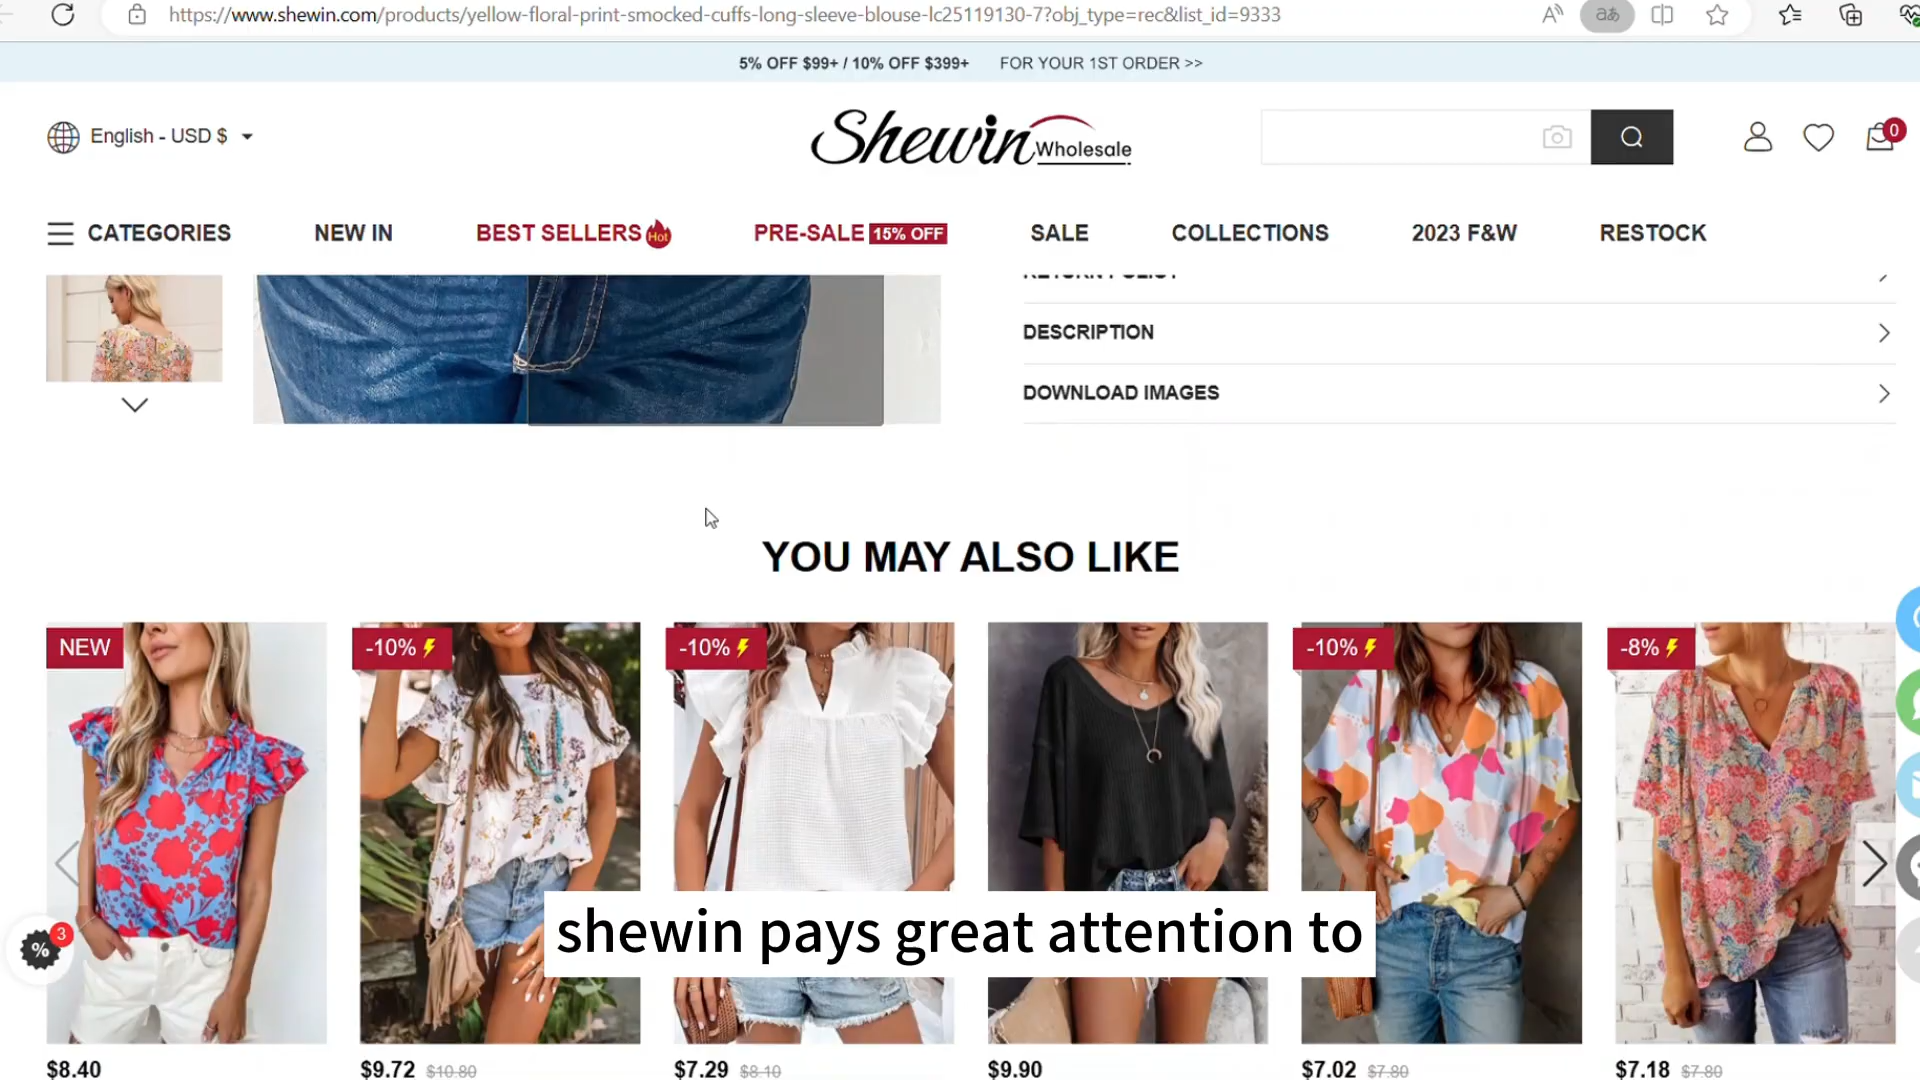 https://www.shewin.com/products/yellow-floral-print-smocked-cuffs-long-sleeve-blouse-lc25119130-7?obj_type=rec&list_id=9333
5% OFF $99+ / 10% OFF $399+ FOR YOUR 1ST ORDER >>
English - USD $
Shewin Wholesale
0
CATEGORIES NEW IN BEST SELLERS Hot PRE-SALE 15% OFF SALE COLLECTIONS 2023 F&W RESTOCK
RETURN POLICY
DESCRIPTION
DOWNLOAD IMAGES
YOU MAY ALSO LIKE
NEW -10% -10% -10% -8%
% 3
shewin pays great attention to
$8.40 $9.72 $10.80 $7.29 $8.10 $9.90 $7.02 $7.80 $7.18 $7.80